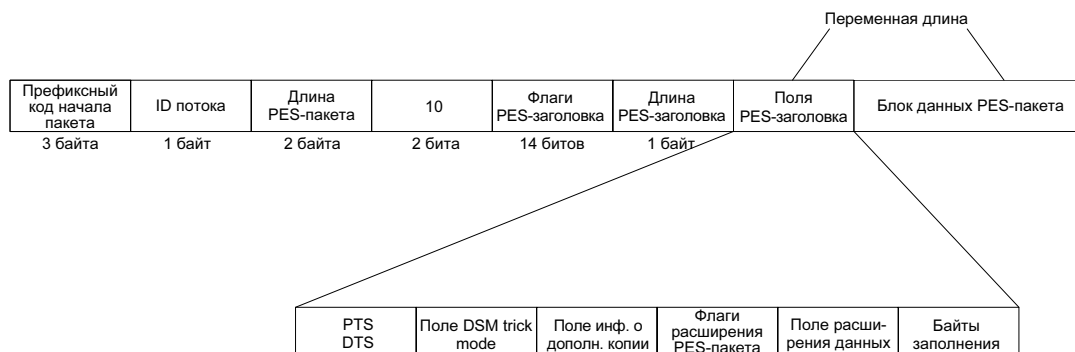 Переменная длина
Префиксный
код начала
пакета
ID потока
Длина
PES-пакета
10
Флаги
PES-заголовка
Длина
PES-заголовка
Поля
PES-заголовка
Блок данных PES-пакета
3 байта
1 байт
2 байта
2 бита
14 битов
1 байт
PTS
DTS
Поле DSM trick
mode
Поле инф. о
дополн. копии
Флаги
расширения
PES-пакета
Поле расши-
рения данных
Байты
заполнения